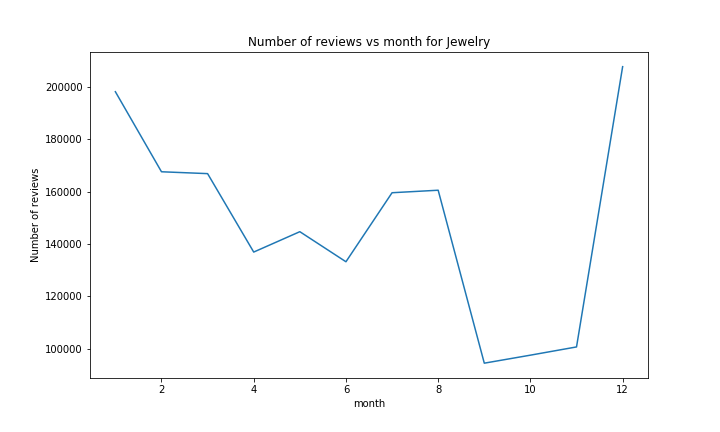 Number of reviews vs month for Jewelry
200000
180000
160000
140000
120000
100000
Number of reviews
2 4 6 8 10 12
month